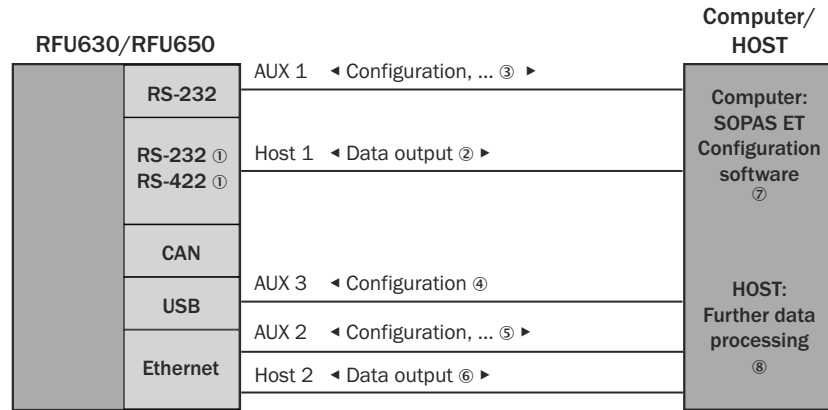 Computer/
HOST
RFU630/RFU650
AUX 1 ◄ Configuration, ... ③ ►
RS-232
Host 1 ◄ Data output ② ►
RS-232 ①
RS-422 ①
CAN
AUX 3 ◄ Configuration ④
USB
AUX 2 ◄ Configuration, ... ⑤ ►
Ethernet
Host 2 ◄ Data output ⑥ ►
Computer:
SOPAS ET
Configuration
software
⑦
HOST:
Further data
processing
⑧